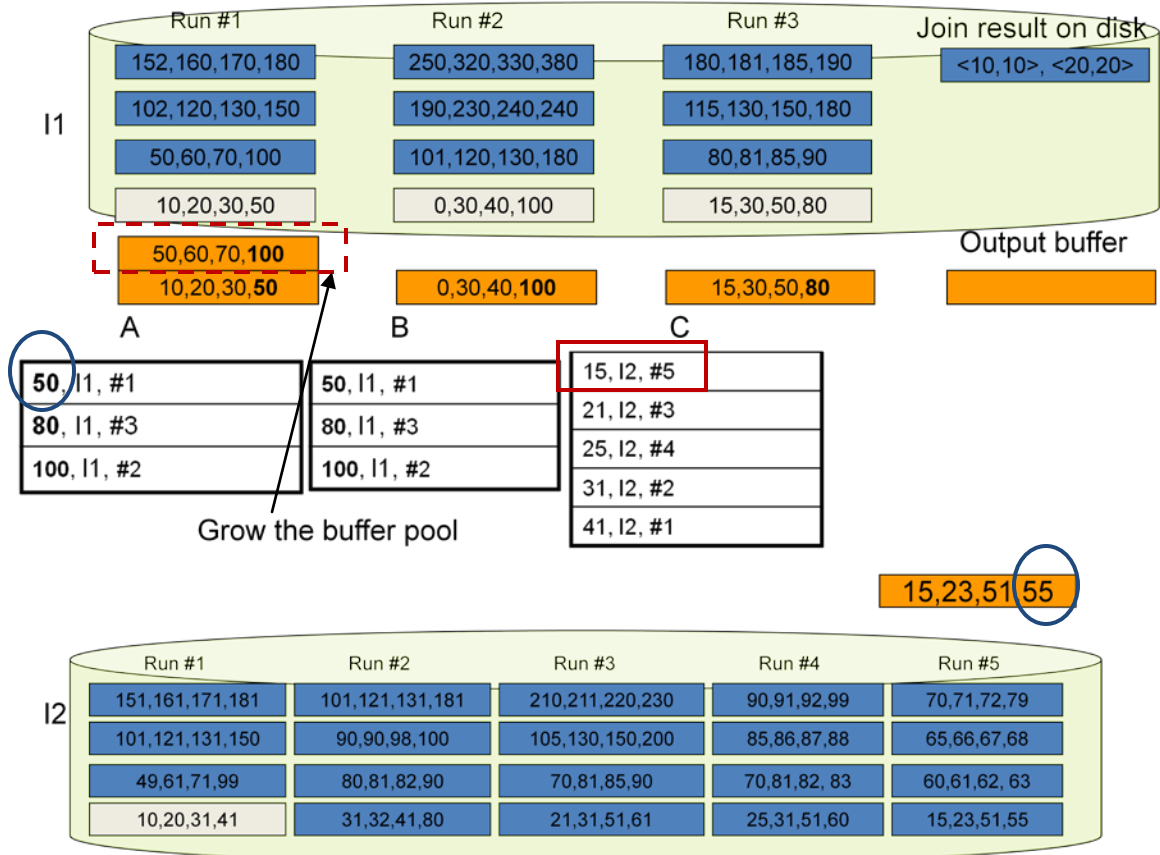 Run #1 Run #2 Run #3
Join result on disk
152,160,170,180 250,320,330,380 180,181,185,190 <10,10>, <20,20>
102,120,130,150 190,230,240,240 115,130,150,180
I1
50,60,70,100 101,120,130,180 80,81,85,90
10,20,30,50 0,30,40,100 15,30,50,80
50,60,70,100 Output buffer
10,20,30,50 0,30,40,100 15,30,50,80
A B C
50, I1, #1 50, I1, #1 15, I2, #5
80, I1, #3 80, I1, #3 21, I2, #3
100, I1, #2 100, I1, #2 25, I2, #4
31, I2, #2
41, I2, #1
Grow the buffer pool
15,23,51,55
Run #1 Run #2 Run #3 Run #4 Run #5
151,161,171,181 101,121,131,181 210,211,220,230 90,91,92,99 70,71,72,79
I2
101,121,131,150 90,90,98,100 105,130,150,200 85,86,87,88 65,66,67,68
49,61,71,99 80,81,82,90 70,81,85,90 70,81,82, 83 60,61,62, 63
10,20,31,41 31,32,41,80 21,31,51,61 25,31,51,60 15,23,51,55